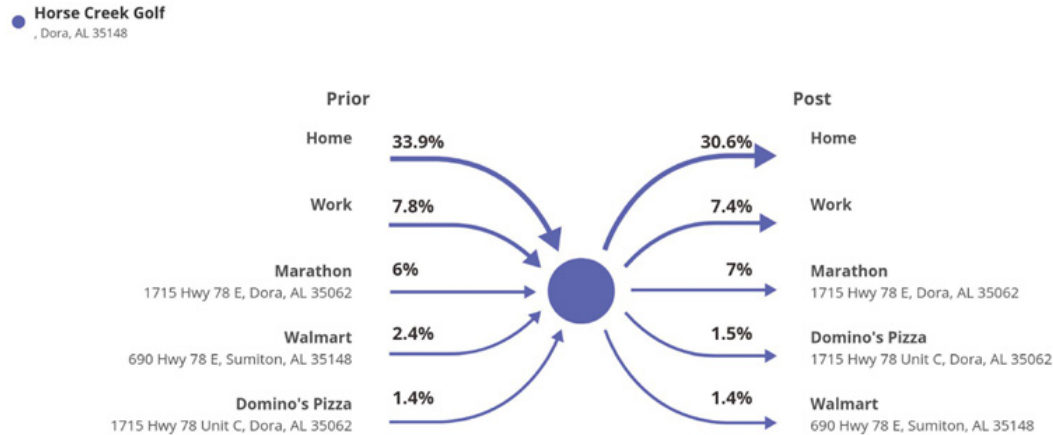 Horse Creek Golf
, Dora, AL 35148
Prior
Post
Home
33.9%
30.6%
Home
Work
7.8%
7.4%
Work
Marathon
1715 Hwy 78 E, Dora, AL 35062
6%
7%
Marathon
1715 Hwy 78 E, Dora, AL 35062
Walmart
690 Hwy 78 E, Sumiton, AL 35148
2.4%
1.5%
Domino's Pizza
1715 Hwy 78 Unit C, Dora, AL 35062
Domino's Pizza
1715 Hwy 78 Unit C, Dora, AL 35062
1.4%
1.4%
Walmart
690 Hwy 78 E, Sumiton, AL 35148